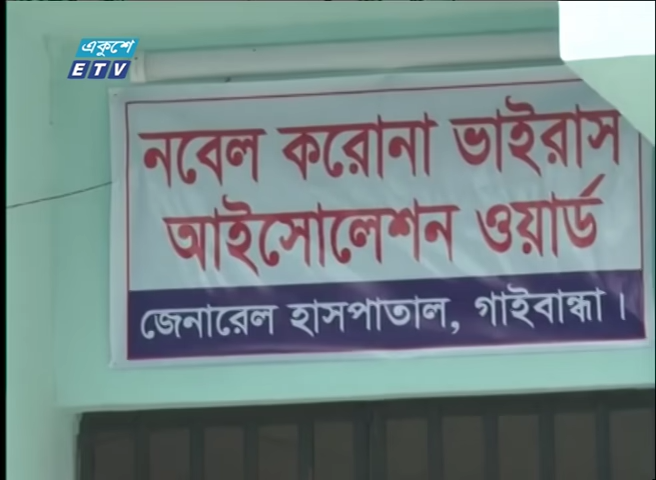 একুশে
ETV
নবেল করোনা ভাইরাস
আইসোলেশন ওয়ার্ড
জেনারেল হাসপাতাল, গাইবান্ধা।